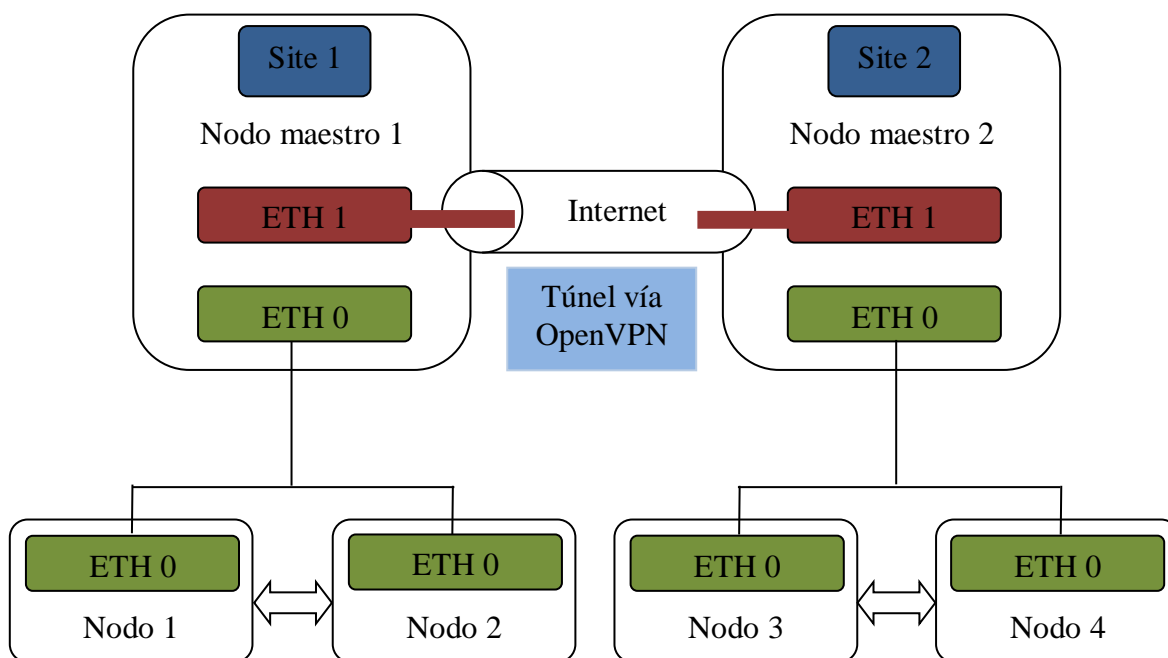 Site 1
Site 2
Nodo maestro 1
Nodo maestro 2
ETH 1
Internet
ETH 1
ETH 0
Túnel vía
OpenVPN
ETH 0
ETH 0
ETH 0
ETH 0
ETH 0
Nodo 1
Nodo 2
Nodo 3
Nodo 4